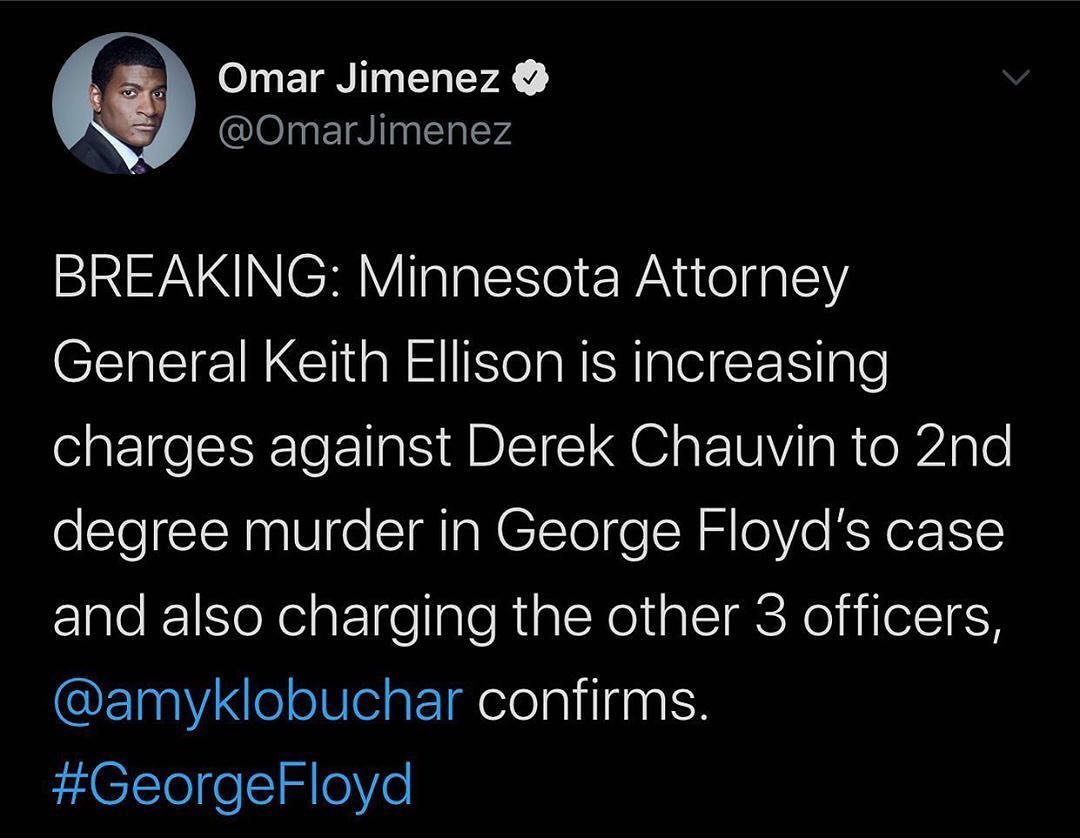 Omar Jimenez
@OmarJimenez
BREAKING: Minnesota Attorney
General Keith Ellison is increasing
charges against Derek Chauvin to 2nd
degree murder in George Floyd’s case
and also charging the other 3 officers,
@amyklobuchar confirms.
#GeorgeFloyd